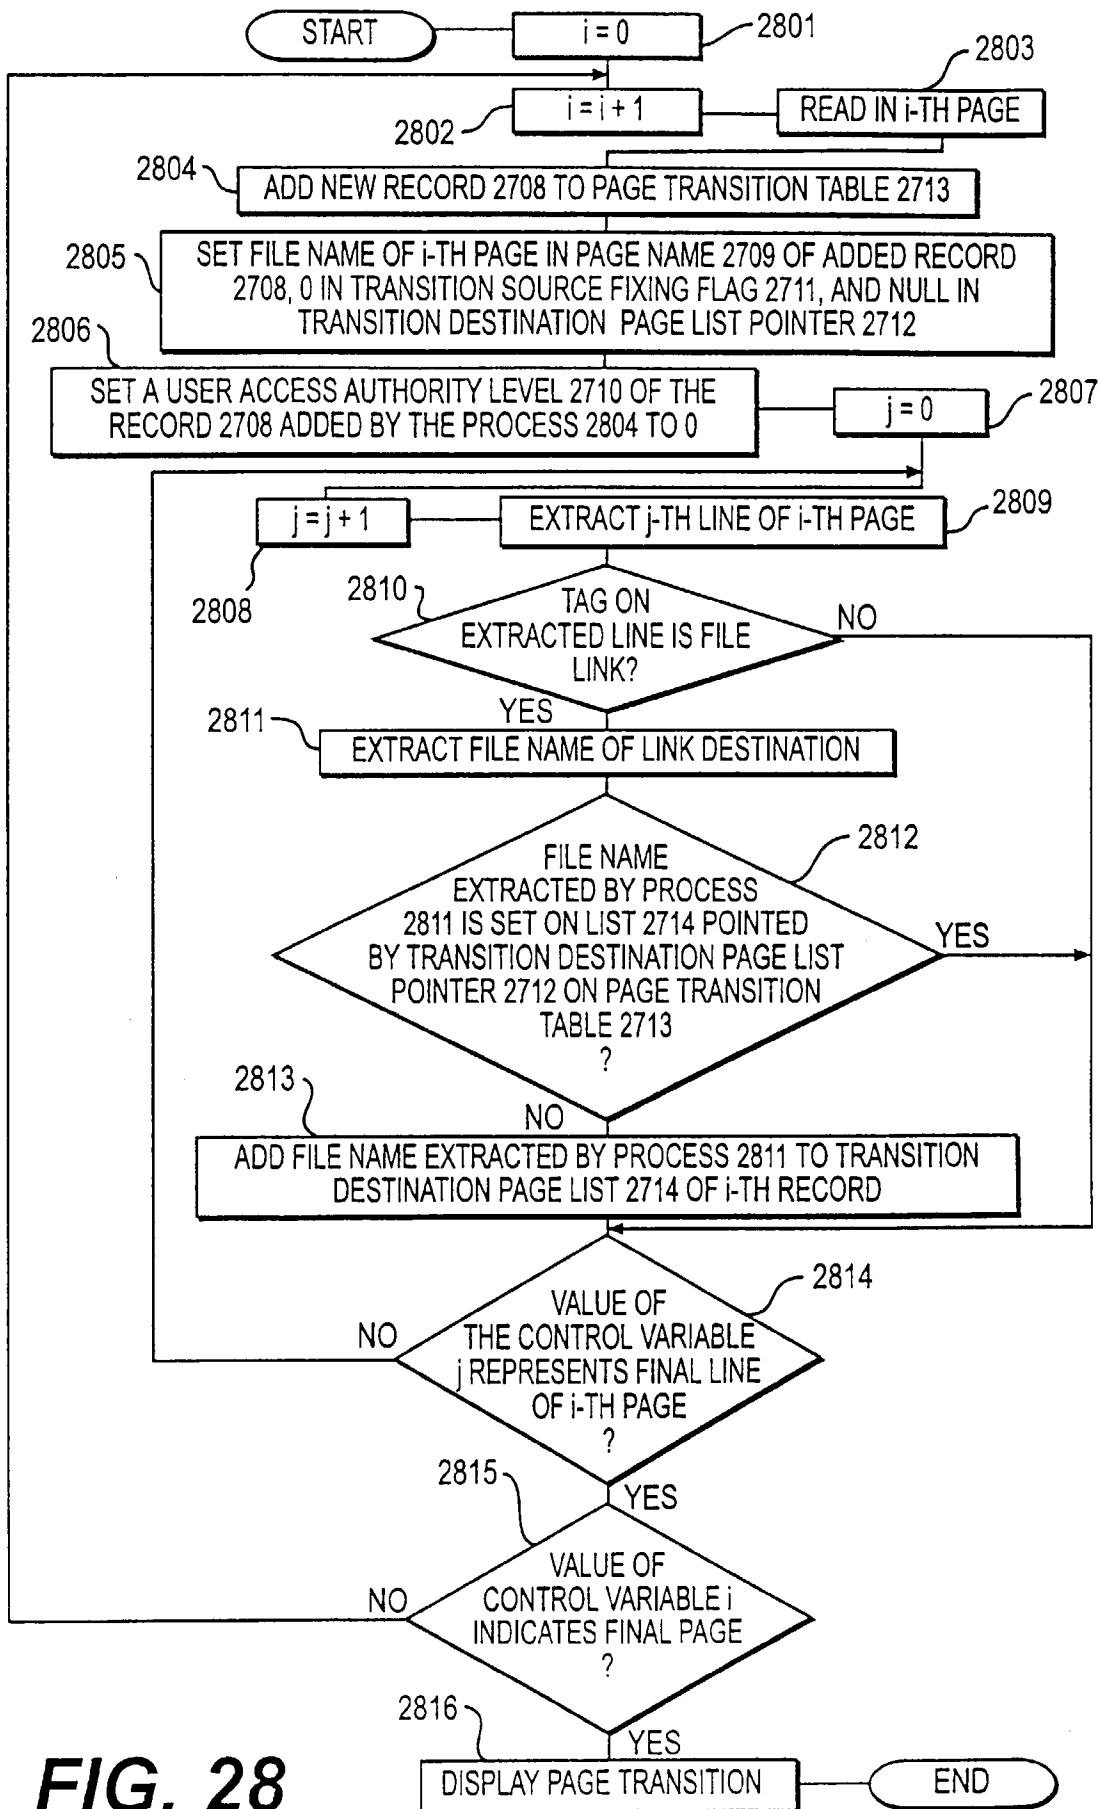 START
i = 0
2801
2803
i = i + 1
READ IN i-TH PAGE
2802
2804
ADD NEW RECORD 2708 TO PAGE TRANSITION TABLE 2713
2805
SET FILE NAME OF i-TH PAGE IN PAGE NAME 2709 OF ADDED RECORD
2708, 0 IN TRANSITION SOURCE FIXING FLAG 2711, AND NULL IN
TRANSITION DESTINATION PAGE LIST POINTER 2712
2806
SET A USER ACCESS AUTHORITY LEVEL 2710 OF THE
RECORD 2708 ADDED BY THE PROCESS 2804 TO 0
j = 0
2807
j = j + 1
EXTRACT j-TH LINE OF i-TH PAGE
2809
2808
2810
TAG ON
EXTRACTED LINE IS FILE
LINK?
NO
YES
2811
EXTRACT FILE NAME OF LINK DESTINATION
2812
FILE NAME
EXTRACTED BY PROCESS
2811 IS SET ON LIST 2714 POINTED
BY TRANSITION DESTINATION PAGE LIST
POINTER 2712 ON PAGE TRANSITION
TABLE 2713
?
YES
2813
NO
ADD FILE NAME EXTRACTED BY PROCESS 2811 TO TRANSITION
DESTINATION PAGE LIST 2714 OF i-TH RECORD
2814
VALUE OF
THE CONTROL VARIABLE
j REPRESENTS FINAL LINE
OF i-TH PAGE
?
NO
2815
YES
VALUE OF
CONTROL VARIABLE i
INDICATES FINAL PAGE
?
NO
2816
YES
DISPLAY PAGE TRANSITION
END
FIG. 28